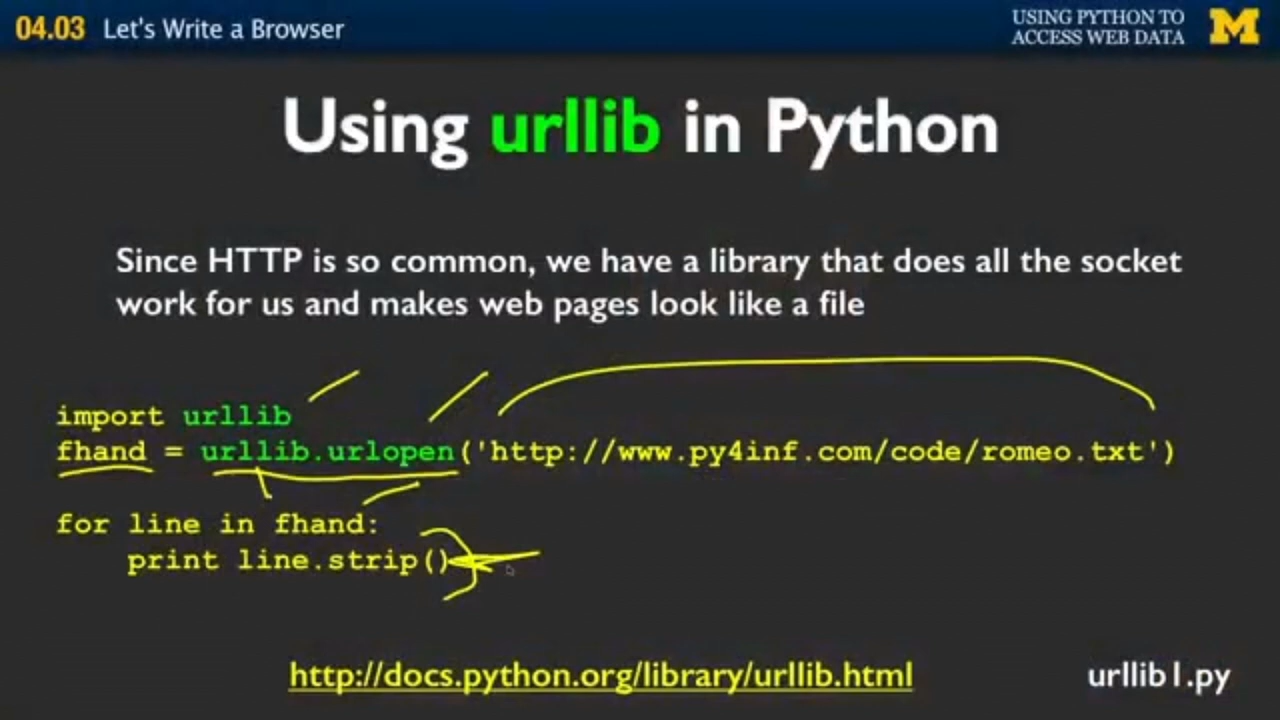 04.03 Let's Write a Browser
USING PYTHON TO
ACCESS WEB DATA
M
Using urllib in Python
Since HTTP is so common, we have a library that does all the socket
work for us and makes web pages look like a file
import urllib
fhand = urllib.urlopen('http://www.py4inf.com/code/romeo.txt')
for line in fhand:
    print line.strip()
http://docs.python.org/library/urllib.html
urllib1.py